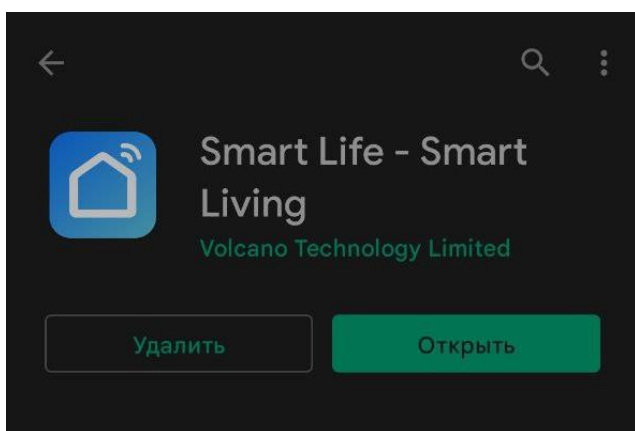 Smart Life - Smart
Living
Volcano Technology Limited
Удалить
Открыть